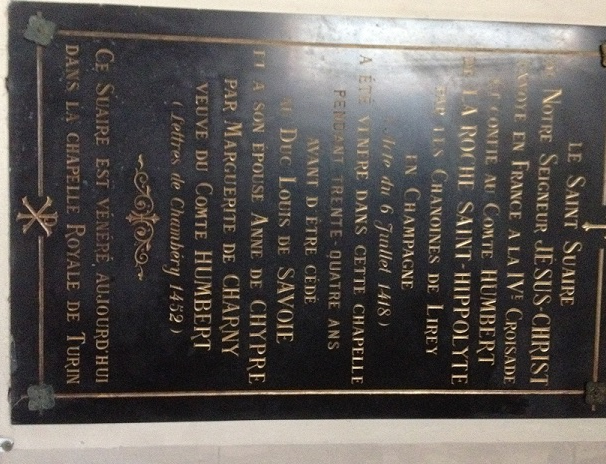 LE SAINT SUAIRE
DE NOTRE SEIGNEUR JÉSUS-CHRIST
ENVOYÉ EN FRANCE A LA IVE CROISADE
ET CONFIÉ AU COMTE HUMBERT
DE LA ROCHE SAINT-HIPPOLYTE
PAR LES CHANOINES DE LIREY
EN CHAMPAGNE
(Acte du 6 Juillet 1418)
A ÉTÉ VÉNÉRÉ DANS CETTE CHAPELLE
PENDANT TRENTE-QUATRE ANS
AVANT D'ÊTRE CÉDÉ
AU DUC LOUIS DE SAVOIE
ET A SON ÉPOUSE ANNE DE CHYPRE
PAR MARGUERITE DE CHARNY
VEUVE DU COMTE HUMBERT
(Lettres de Chambéry 1452)
CE SUAIRE EST VÉNÉRÉ AUJOURD'HUI
DANS LA CHAPELLE ROYALE DE TURIN